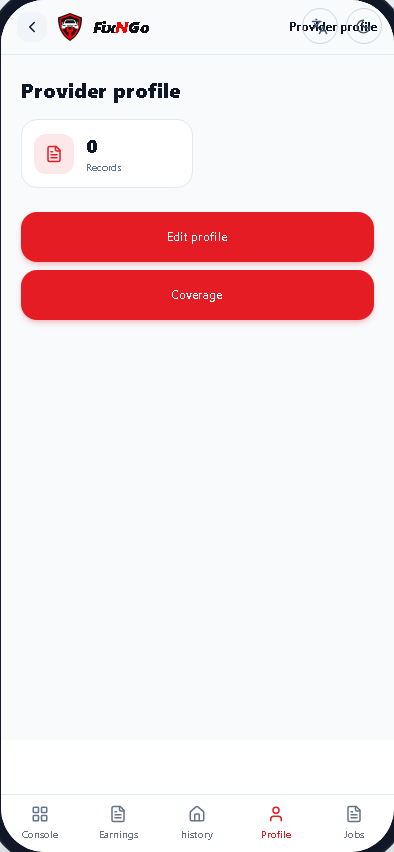 FixNGo
Provider profile
Provider profile
0
Records
Edit profile
Coverage
Console
Earnings
history
Profile
Jobs